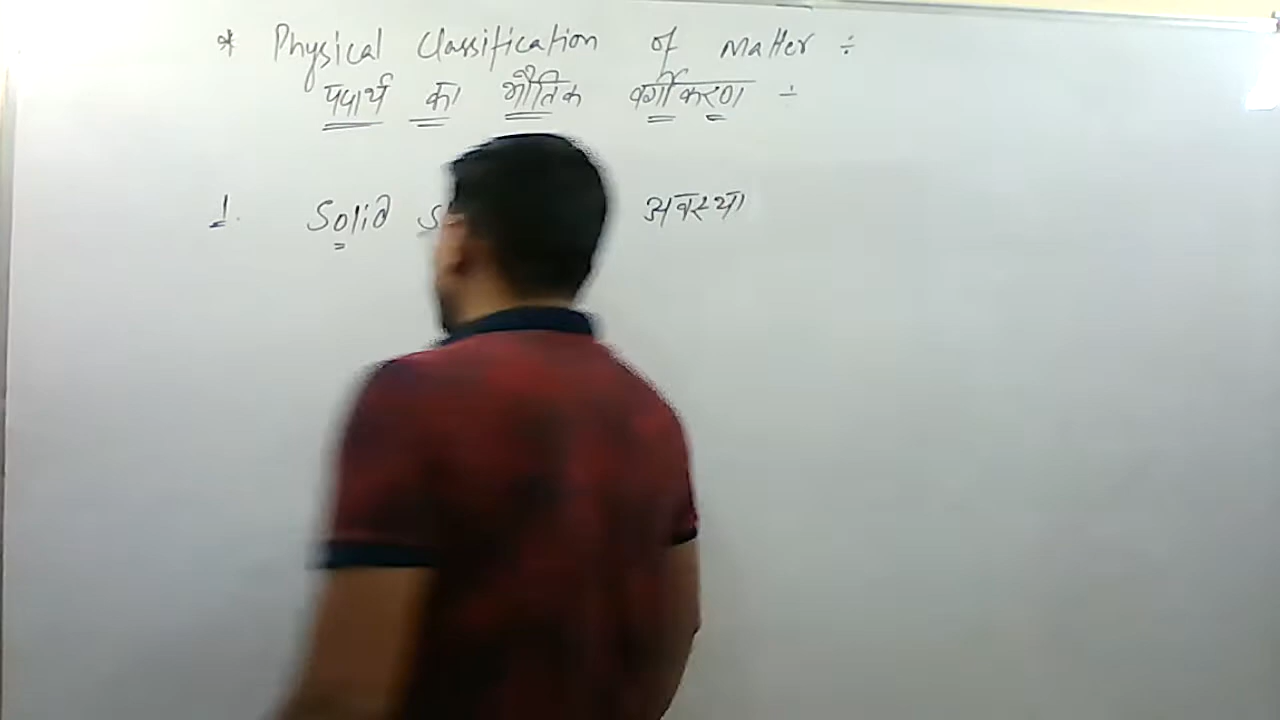 * Physical Classification of Matter ÷
पदार्थ का भौतिक वर्गीकरण ÷
1. Solid S अवस्था